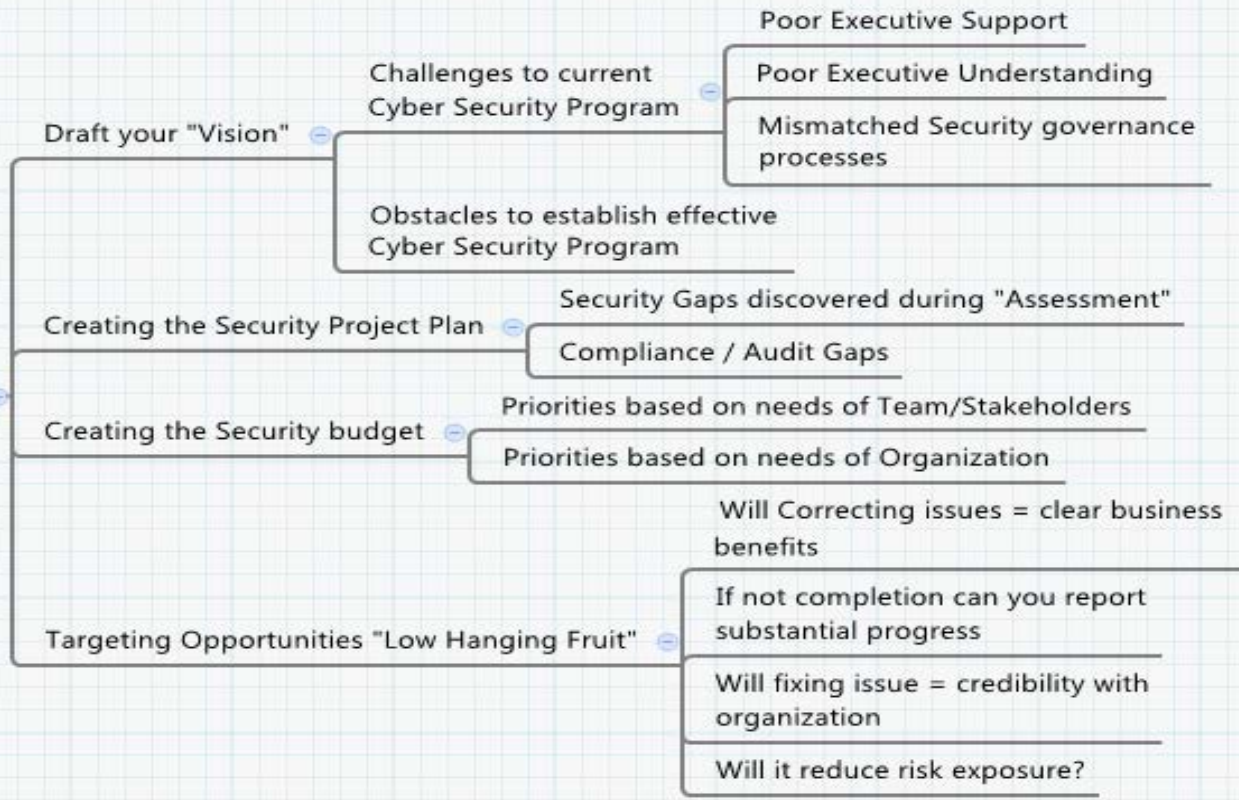 Poor Executive Support
Challenges to current
Cyber Security Program
Poor Executive Understanding
Mismatched Security governance
processes
Draft your "Vision"
Obstacles to establish effective
Cyber Security Program
Security Gaps discovered during "Assessment"
Creating the Security Project Plan
Compliance / Audit Gaps
Priorities based on needs of Team/Stakeholders
Creating the Security budget
Priorities based on needs of Organization
Will Correcting issues = clear business
benefits
If not completion can you report
substantial progress
Targeting Opportunities "Low Hanging Fruit"
Will fixing issue = credibility with
organization
Will it reduce risk exposure?